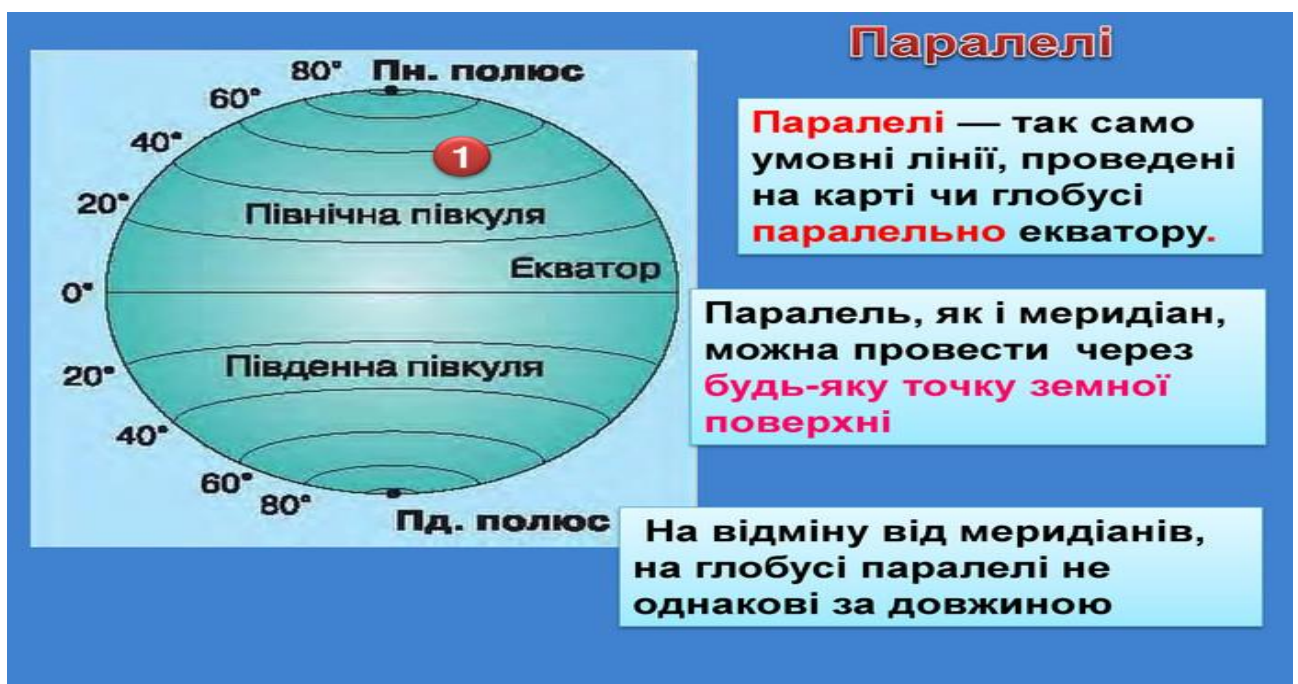 Паралелі
80° Пн. полюс
60°
40°
1
20°
Північна півкуля
Екватор
0°
Південна півкуля
20°
40°
60°
80°
Пд. полюс
Паралелі — так само
умовні лінії, проведені
на карті чи глобусі
паралельно екватору.
Паралель, як і меридіан,
можна провести через
будь-яку точку земної
поверхні
На відміну від меридіанів,
на глобусі паралелі не
однакові за довжиною